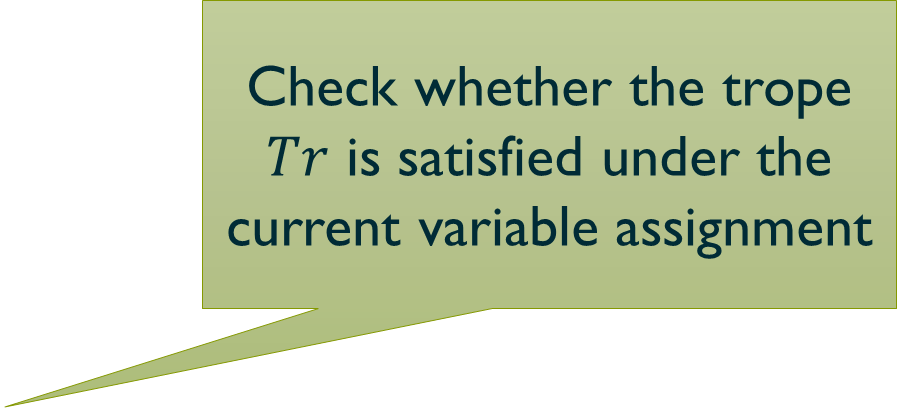 Check whether the trope
Tr is satisfied under the
current variable assignment